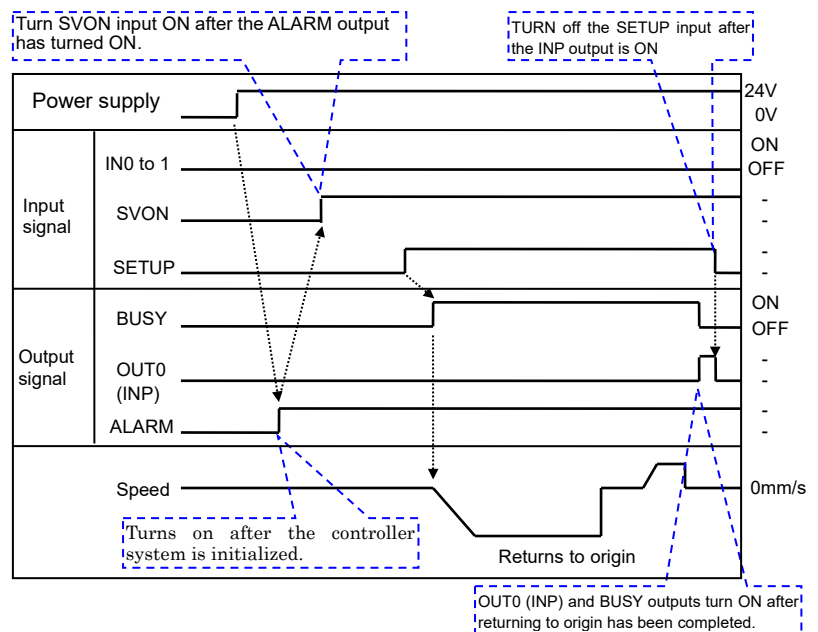 Turn SVON input ON after the ALARM output
has turned ON.
TURN off the SETUP input after
the INP output is ON
Power supply
24V
0V
Input
signal
IN0 to 1
ON
OFF
SVON
-
-
SETUP
-
-
Output
signal
BUSY
ON
OFF
OUT0
(INP)
-
-
ALARM
-
-
Speed
0mm/s
Turns on after the controller
system is initialized.
Returns to origin
OUT0 (INP) and BUSY outputs turn ON after
returning to origin has been completed.